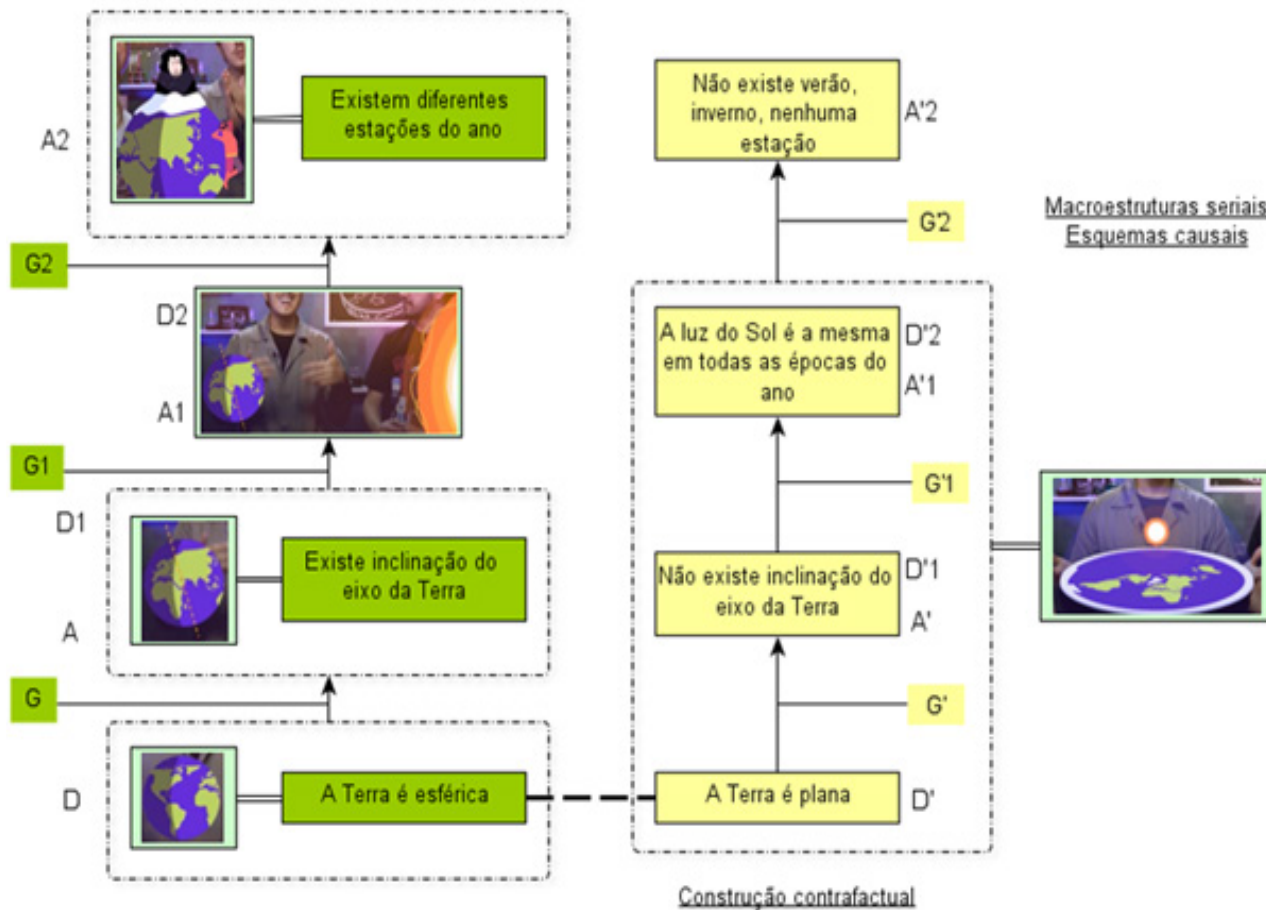 A2
Existem diferentes
estações do ano
G2
D2
A1
G1
D1
Existe inclinação do
eixo da Terra
A
G
D
A Terra é esférica
Não existe verão,
inverno, nenhuma
estação
A'2
G'2
Macroestruturas seriais
Esquemas causais
A luz do Sol é a mesma
em todas as épocas do
ano
D'2
A'1
G'1
Não existe inclinação do
eixo da Terra
D'1
A'
G'
A Terra é plana
D'
Construção contrafactual